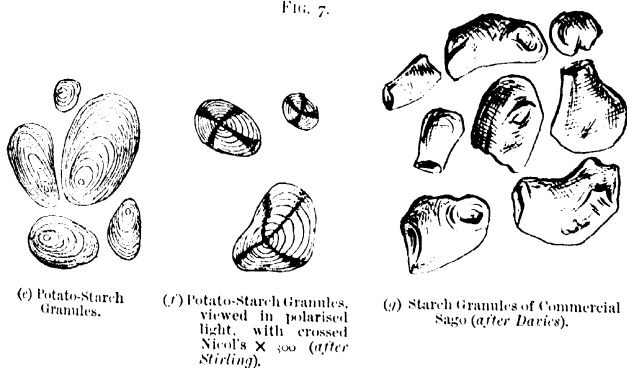 FIG. 7.
(e) Potato-Starch
Granules.
(f) Potato-Starch Granules,
viewed in polarised
light, with crossed
Nicol's × 300 (after
Stirling).
(g) Starch Granules of Commercial
Sago (after Davies).